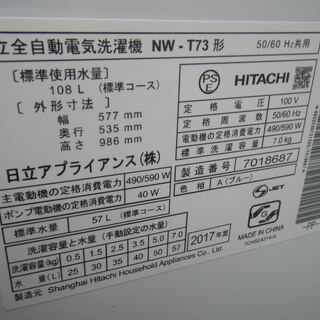 立全自動電気洗濯機 NW-T73 形 50/60 Hz共用
[標準使用水量]
108 L (標準コース)
[外形寸法]
幅 577 mm
奥行 535 mm
高さ 986 mm
日立アプライアンス(株)
主電動機の定格消費電力 490/590 W
ポンプ電動機の定格消費電力 40 W
標準水量 57 L (標準コース)
洗濯容量と水量 (手動設定の水量)
洗濯容量(kg) 0.5 1.5 2.5 3.5 5.0 7.0
水量(L) 25 30 35 40 50 57
製造元 Shanghai Hitachi Household Appliances Co., Ltd.
PS
E
HITACHI
定格電圧 100 V
定格周波数 50/60 Hz
電動機の定格消費電力 490/590 W
標準洗濯容量 7.0 kg
製造番号 7018687
色相 A (ブルー)
JET
2017年製
-PP-